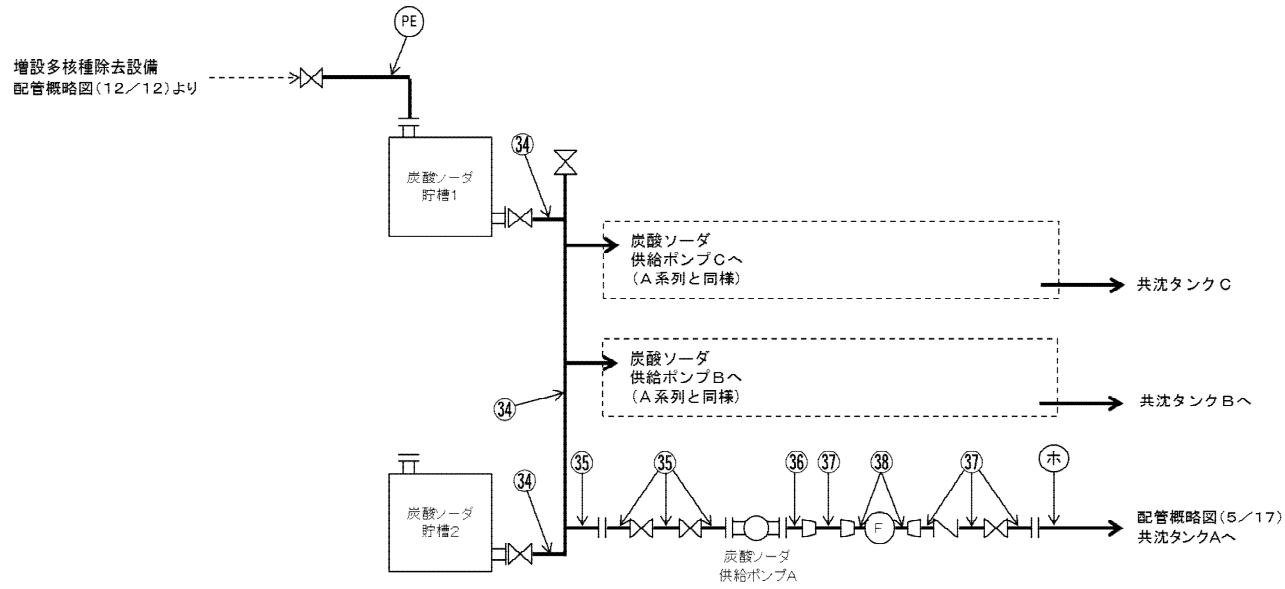 PE
増設多核種除去設備
配管概略図(12/12)より
炭酸ソーダ
貯槽1
㉞
炭酸ソーダ
供給ポンプCへ
(A系列と同様)
共沈タンクC
炭酸ソーダ
供給ポンプBへ
(A系列と同様)
共沈タンクBへ
㉞
㉞
炭酸ソーダ
貯槽2
㉟
㉟
㊱
㊲
㊳
㊲
ホ
F
炭酸ソーダ
供給ポンプA
配管概略図(5/17)
共沈タンクAへ